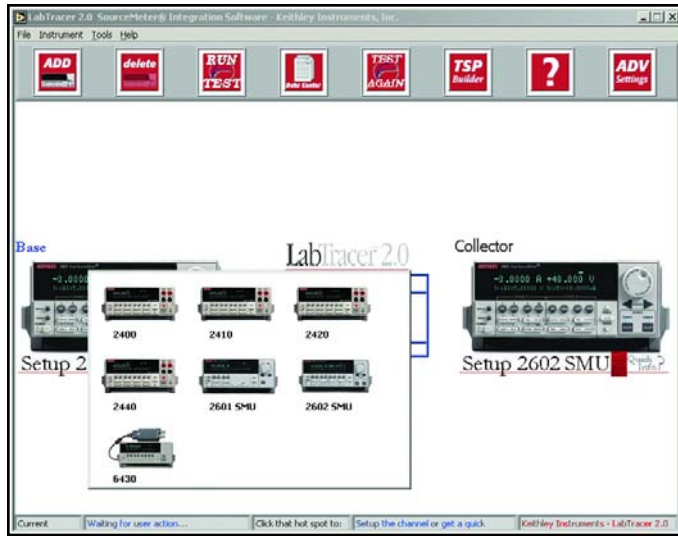 LabTracer 2.0 SourceMeter® Integration Software - Keithley Instruments, Inc.
File Instrument Tools Help
ADD
delete
RUN TEST
Data Center
TEST AGAIN
TSP Builder
?
ADV Settings
Base
LabTracer 2.0
Collector
-0.0000
-0.0000 A +40.000 V
Setup 2
Setup 2602 SMU
Quick Info?
2400
2410
2420
2440
2601 SMU
2602 SMU
6430
Current
Waiting for user action...
Click that hot spot to:
Setup the channel or get a quick
Keithley Instruments - LabTracer 2.0